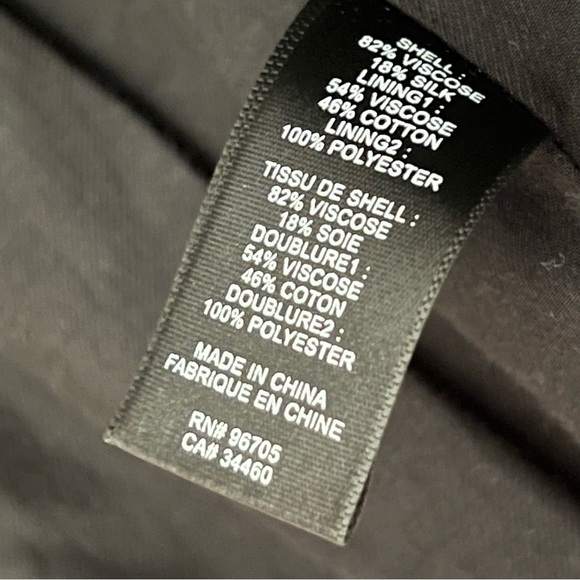 SHELL :
82% VISCOSE
18% SILK
LINING1 :
54% VISCOSE
46% COTTON
LINING2 :
100% POLYESTER
TISSU DE SHELL :
82% VISCOSE
18% SOIE
DOUBLURE1 :
54% VISCOSE
46% COTON
DOUBLURE2 :
100% POLYESTER
MADE IN CHINA
FABRIQUE EN CHINE
RN# 96705
CA# 34460